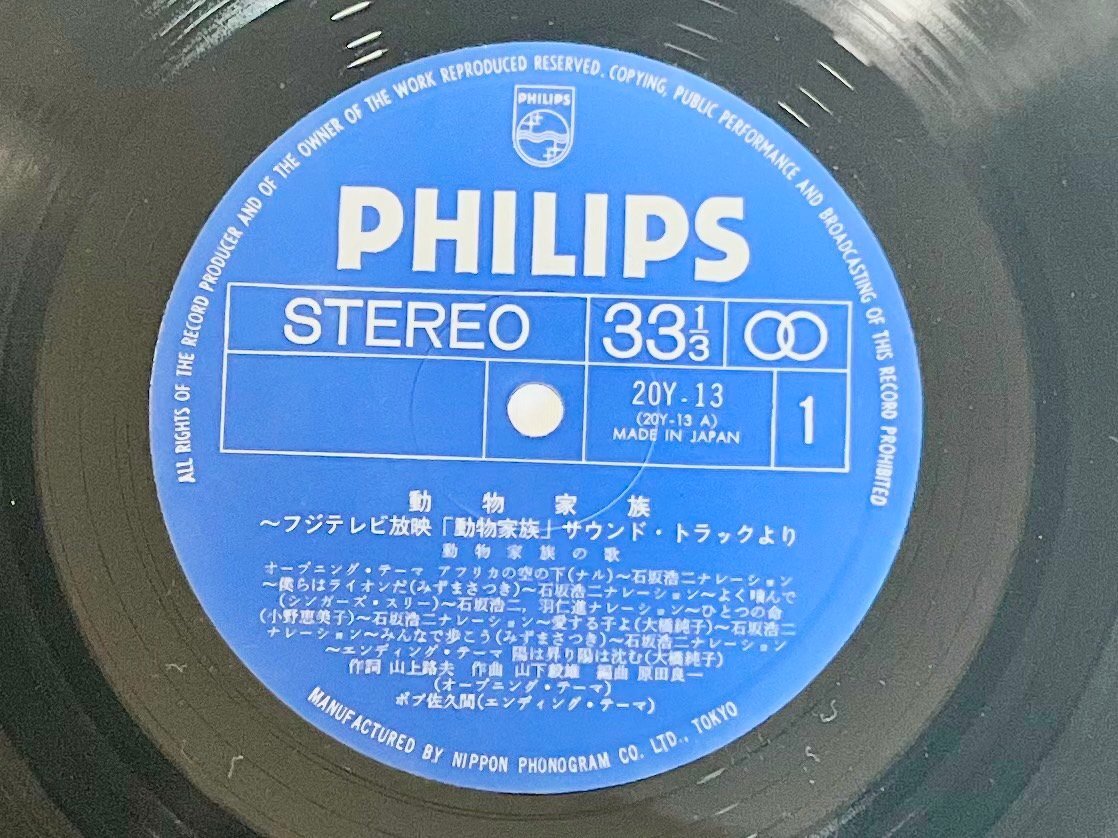 ALL RIGHTS OF THE RECORD PRODUCER AND OF THE OWNER OF THE WORK REPRODUCED RESERVED. COPYING, PUBLIC PERFORMANCE AND BROADCASTING OF THIS RECORD PROHIBITED
PHILIPS
PHILIPS
STEREO
33 1/3
20Y-13
(20Y-13 A)
MADE IN JAPAN
1
動物家族
〜フジテレビ放映「動物家族」サウンド・トラックより
動物家族の歌
オープニング・テーマ アフリカの空の下(ナル)〜石坂浩二ナレーション
〜僕らはライオンだ(みずまさつき)〜石坂浩二ナレーション〜よく噛んで
(シンガーズ・スリー)〜石坂浩二, 羽仁進ナレーション〜ひとつの命
(小野恵美子)〜石坂浩二ナレーション〜愛する子よ(大橋純子)〜石坂浩二
ナレーション〜みんなで歩こう(みずまさつき)〜石坂浩二ナレーション
〜エンディング・テーマ 陽は昇り陽は沈む(大橋純子)
作詞 山上路夫 作曲 山下毅雄 編曲 原田良一
(オープニング・テーマ)
ボブ佐久間(エンディング・テーマ)
MANUFACTURED BY NIPPON PHONOGRAM CO. LTD., TOKYO